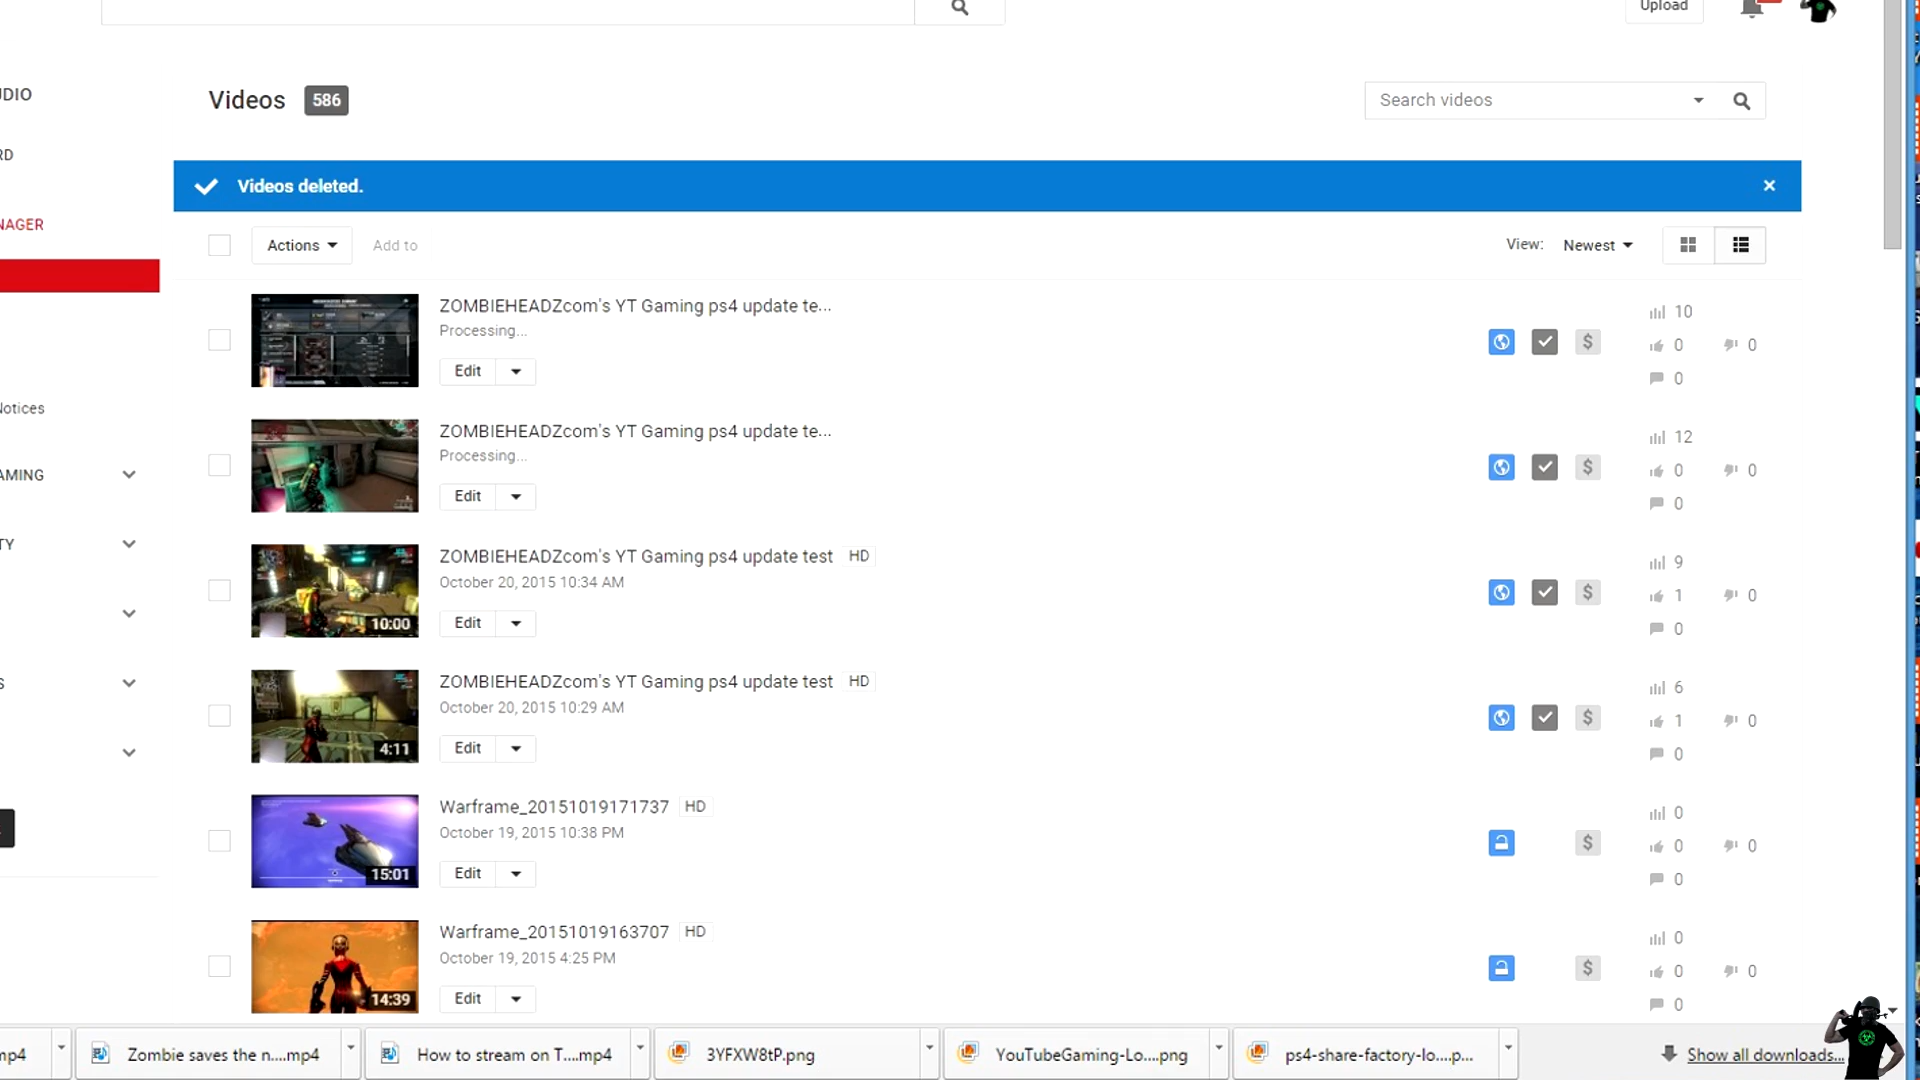 Upload
UDIO
Videos 586
Search videos
RD
Videos deleted.
NAGER
Actions
Add to
View: Newest
ZOMBIEHEADZcom's YT Gaming ps4 update te...
Processing...
Edit
10
0 0
0
Notices
ZOMBIEHEADZcom's YT Gaming ps4 update te...
Processing...
Edit
12
0 0
0
AMING
TY
ZOMBIEHEADZcom's YT Gaming ps4 update test HD
October 20, 2015 10:34 AM
10:00
Edit
9
1 0
0
S
ZOMBIEHEADZcom's YT Gaming ps4 update test HD
October 20, 2015 10:29 AM
4:11
Edit
6
1 0
0
Warframe_20151019171737 HD
October 19, 2015 10:38 PM
15:01
Edit
0
0 0
0
Warframe_20151019163707 HD
October 19, 2015 4:25 PM
14:39
Edit
0
0 0
0
mp4
Zombie saves the n....mp4
How to stream on T....mp4
3YFXW8tP.png
YouTubeGaming-Lo....png
ps4-share-factory-lo....p...
Show all downloads...